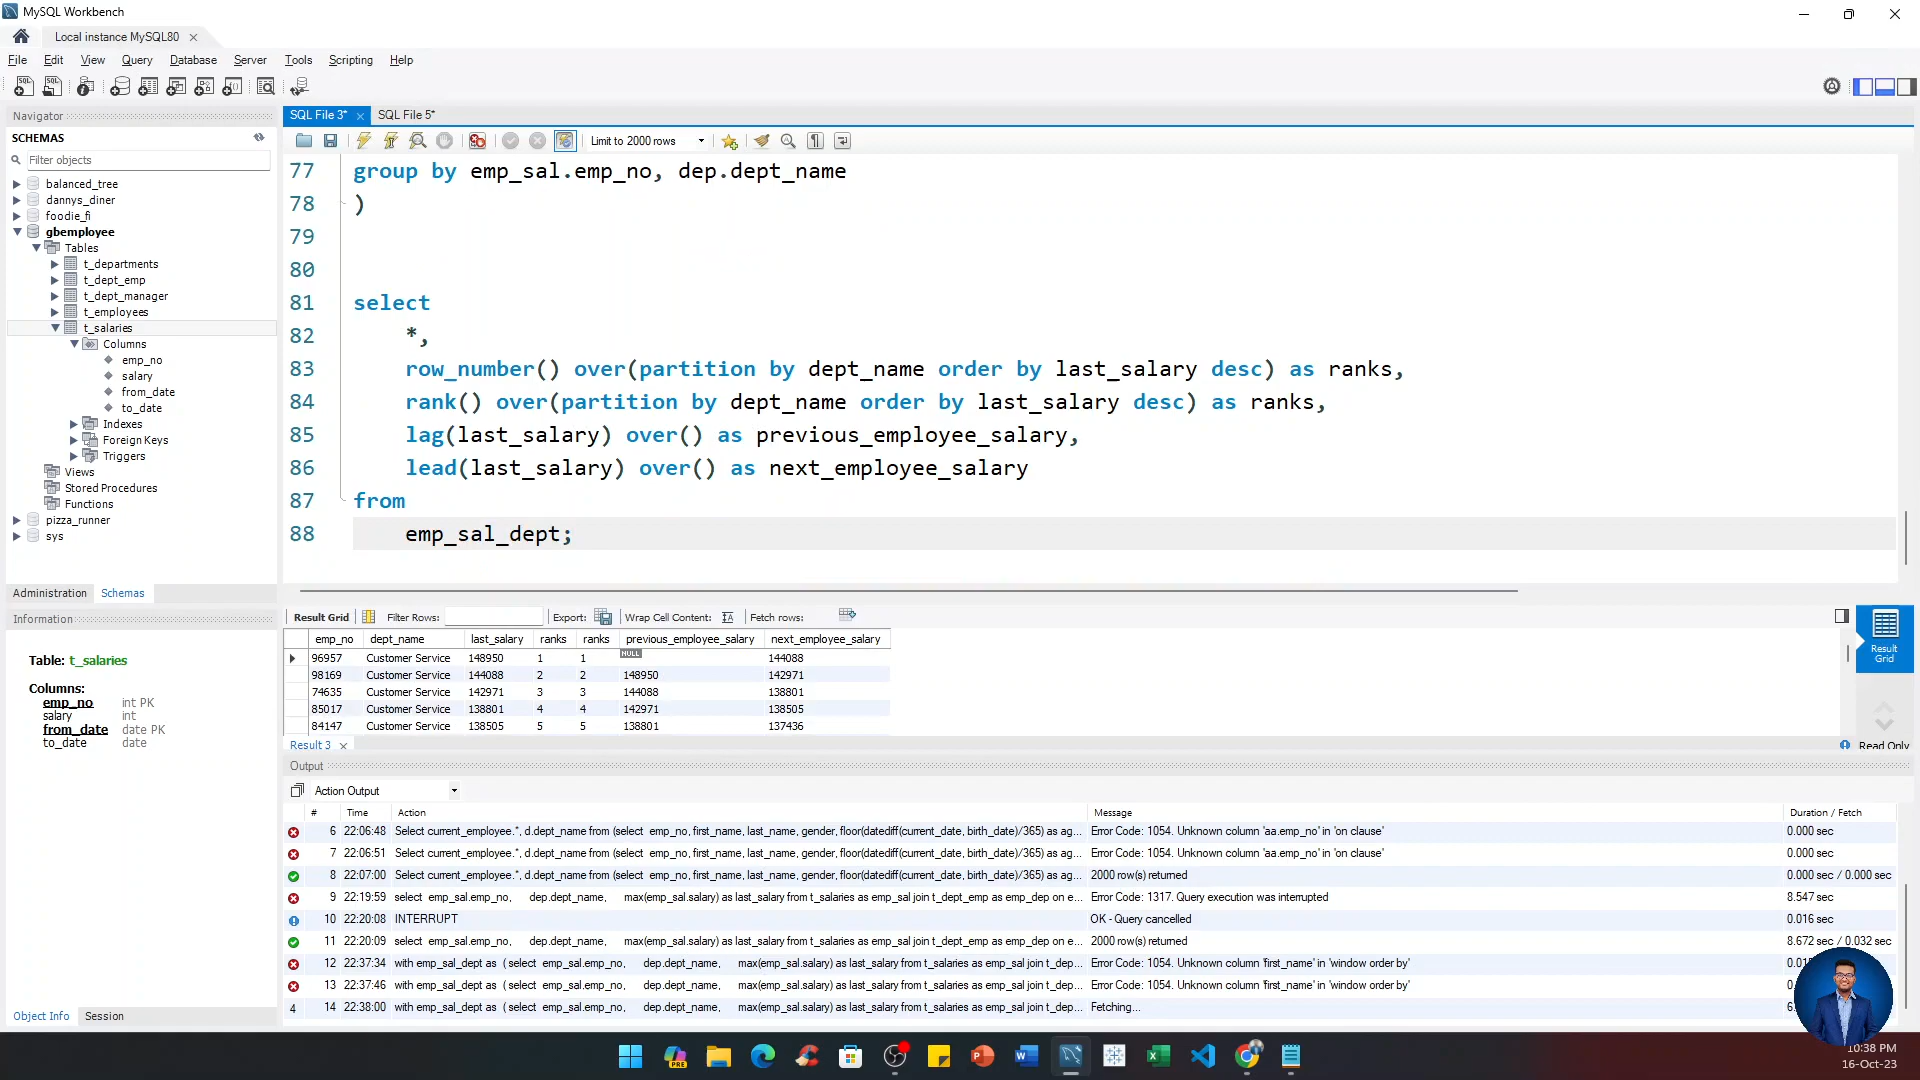 MySQL Workbench
Local instance MySQL80
File Edit View Query Database Server Tools Scripting Help
Navigator
SCHEMAS
Filter objects
balanced_tree
dannys_diner
foodie_fi
gbemployee
Tables
t_departments
t_dept_emp
t_dept_manager
t_employees
t_salaries
Columns
emp_no
salary
from_date
to_date
Indexes
Foreign Keys
Triggers
Views
Stored Procedures
Functions
pizza_runner
sys
Administration Schemas
Information
Table: t_salaries
Columns:
emp_no int PK
salary int
from_date date PK
to_date date
Object Info Session
SQL File 3* SQL File 5*
Limit to 2000 rows
77 group by emp_sal.emp_no, dep.dept_name
78 )
79
80
81 select
82 *,
83 row_number() over(partition by dept_name order by last_salary desc) as ranks,
84 rank() over(partition by dept_name order by last_salary desc) as ranks,
85 lag(last_salary) over() as previous_employee_salary,
86 lead(last_salary) over() as next_employee_salary
87 from
88 emp_sal_dept;
Result Grid Filter Rows: Export: Wrap Cell Content: Fetch rows:
emp_no dept_name last_salary ranks ranks previous_employee_salary next_employee_salary
96957 Customer Service 148950 1 1 NULL 144088
98169 Customer Service 144088 2 2 148950 142971
74635 Customer Service 142971 3 3 144088 138801
85017 Customer Service 138801 4 4 142971 138505
84147 Customer Service 138505 5 5 138801 137436
Result Grid
Result 3 Read Only
Output
Action Output
# Time Action Message Duration / Fetch
6 22:06:48 Select current_employee.*, d.dept_name from (select emp_no, first_name, last_name, gender, floor(datediff(current_date, birth_date)/365) as ag... Error Code: 1054. Unknown column 'aa.emp_no' in 'on clause' 0.000 sec
7 22:06:51 Select current_employee.*, d.dept_name from (select emp_no, first_name, last_name, gender, floor(datediff(current_date, birth_date)/365) as ag... Error Code: 1054. Unknown column 'aa.emp_no' in 'on clause' 0.000 sec
8 22:07:00 Select current_employee.*, d.dept_name from (select emp_no, first_name, last_name, gender, floor(datediff(current_date, birth_date)/365) as ag... 2000 row(s) returned 0.000 sec / 0.000 sec
9 22:19:59 select emp_sal.emp_no, dep.dept_name, max(emp_sal.salary) as last_salary from t_salaries as emp_sal join t_dept_emp as emp_dep on e... Error Code: 1317. Query execution was interrupted 8.547 sec
10 22:20:08 INTERRUPT OK - Query cancelled 0.016 sec
11 22:20:09 select emp_sal.emp_no, dep.dept_name, max(emp_sal.salary) as last_salary from t_salaries as emp_sal join t_dept_emp as emp_dep on e... 2000 row(s) returned 8.672 sec / 0.032 sec
12 22:37:34 with emp_sal_dept as ( select emp_sal.emp_no, dep.dept_name, max(emp_sal.salary) as last_salary from t_salaries as emp_sal join t_dep... Error Code: 1054. Unknown column 'first_name' in 'window order by'
13 22:37:46 with emp_sal_dept as ( select emp_sal.emp_no, dep.dept_name, max(emp_sal.salary) as last_salary from t_salaries as emp_sal join t_dep... Error Code: 1054. Unknown column 'first_name' in 'window order by'
14 22:38:00 with emp_sal_dept as ( select emp_sal.emp_no, dep.dept_name, max(emp_sal.salary) as last_salary from t_salaries as emp_sal join t_dep... Fetching...
10:38 PM
16-Oct-23